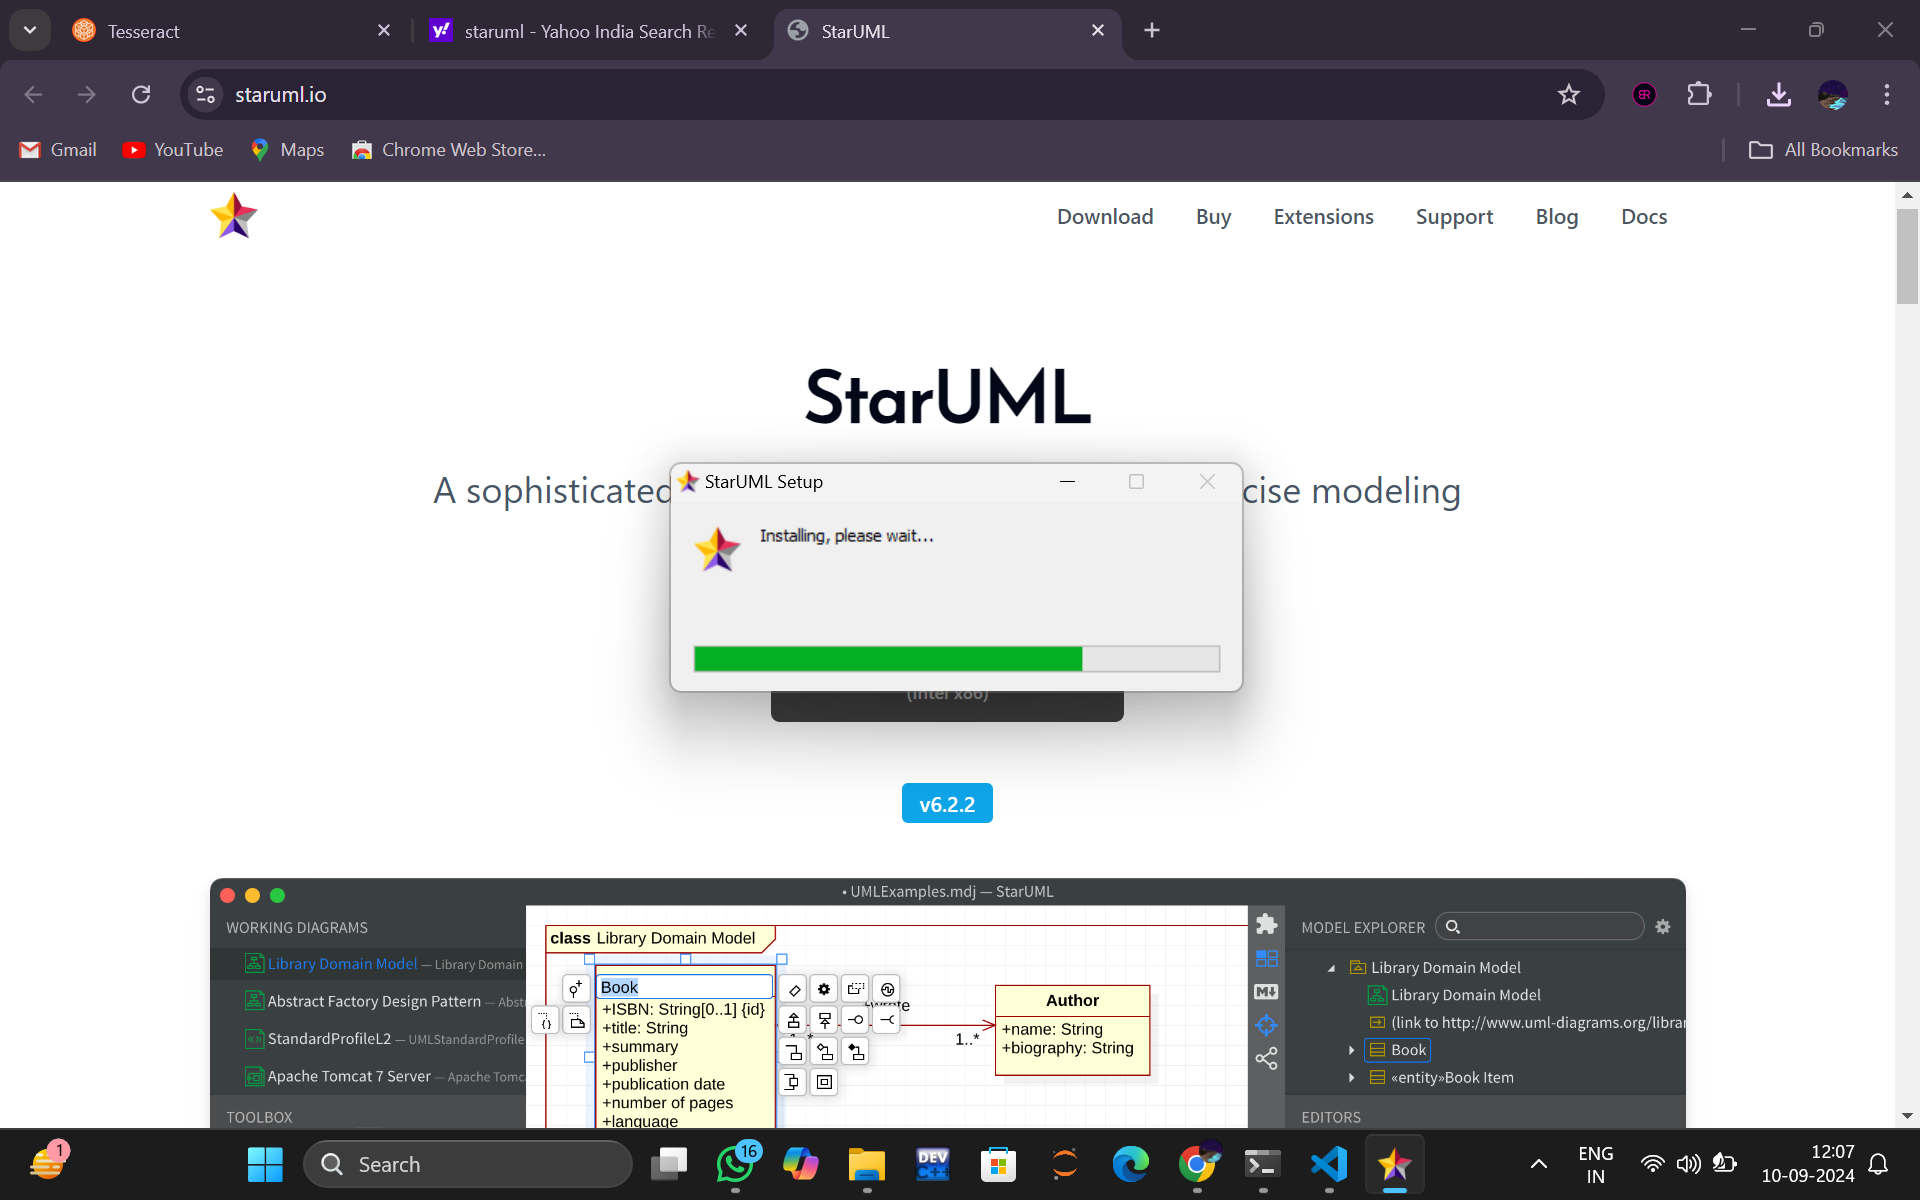 Tesseract
staruml - Yahoo India Search Re
StarUML
staruml.io
BR
Gmail
YouTube
Maps
Chrome Web Store...
All Bookmarks
Download
Buy
Extensions
Support
Blog
Docs
StarUML
A sophisticated
cise modeling
StarUML Setup
Installing, please wait...
(Intel x86)
v6.2.2
• UMLExamples.mdj — StarUML
WORKING DIAGRAMS
Library Domain Model — Library Domain
Abstract Factory Design Pattern — Abst
StandardProfileL2 — UMLStandardProfile
Apache Tomcat 7 Server — Apache Tomc
TOOLBOX
class Library Domain Model
Book
+ISBN: String[0..1] {id}
+title: String
+summary
+publisher
+publication date
+number of pages
+language
+wrote
1..*
Author
+name: String
+biography: String
MODEL EXPLORER
Library Domain Model
Library Domain Model
(link to http://www.uml-diagrams.org/librar
Book
«entity»Book Item
EDITORS
1
Search
16
DEV
C++
ENG
IN
12:07
10-09-2024